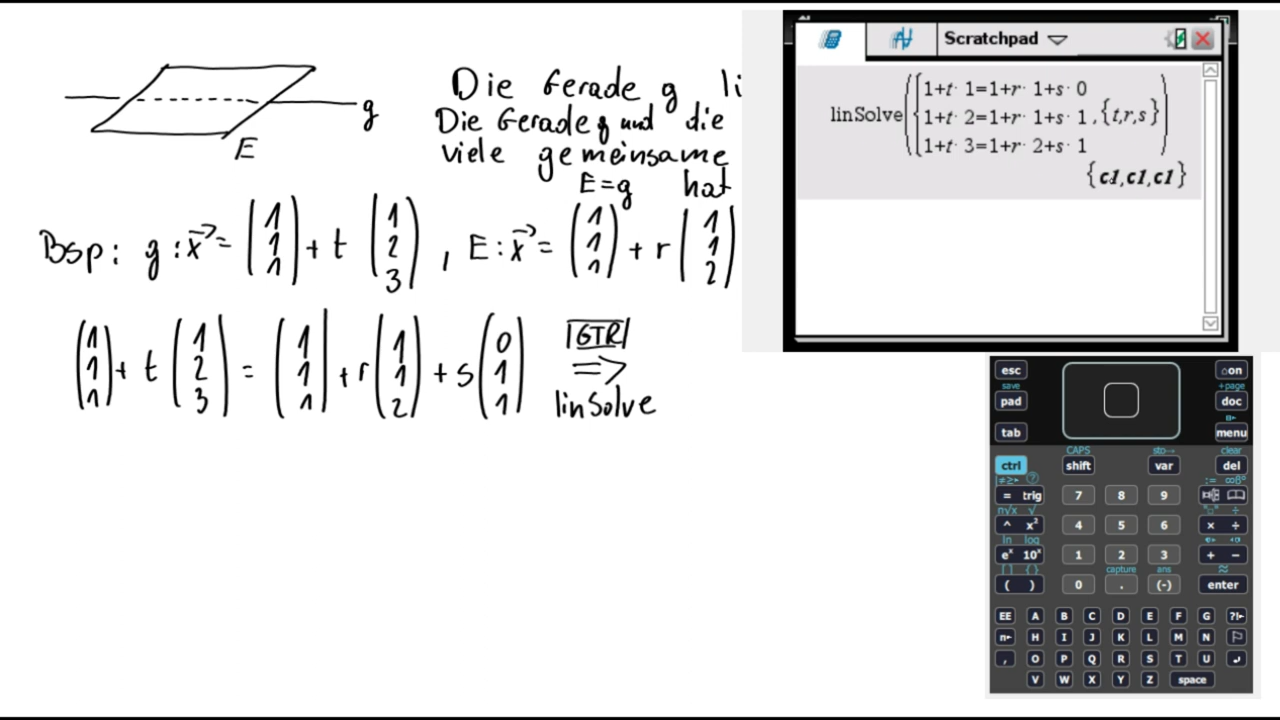 Die Gerade g li
Die Gerade g und die
viele gemeinsame
E=g hat
g
E
Bsp: g: x⃗ = (1 1 1) + t (1 2 3), E: x⃗ = (1 1 1) + r (1 1 2)
(1 1 1) + t (1 2 3) = (1 1 1) + r (1 1 2) + s (0 1 1) |GTR| ⇒ linSolve
Scratchpad
1+t·1=1+r·1+s·0
linSolve({1+t·2=1+r·1+s·1,{t,r,s})
1+t·3=1+r·2+s·1
{c1,c1,c1}
esc ⌂on
save +page
pad doc
tab menu
CAPS sto→ clear
ctrl shift var del
|≠≥▸ ? := ∞β°
= trig 7 8 9
n√x √ ÷
^ x² 4 5 6 × ÷
ln log
eˣ 10ˣ 1 2 3 + −
[ ] { } capture ans ≈
( ) 0 . (-) enter
EE A B C D E F G ?!▸
π▸ H I J K L M N
, O P Q R S T U ↵
V W X Y Z space